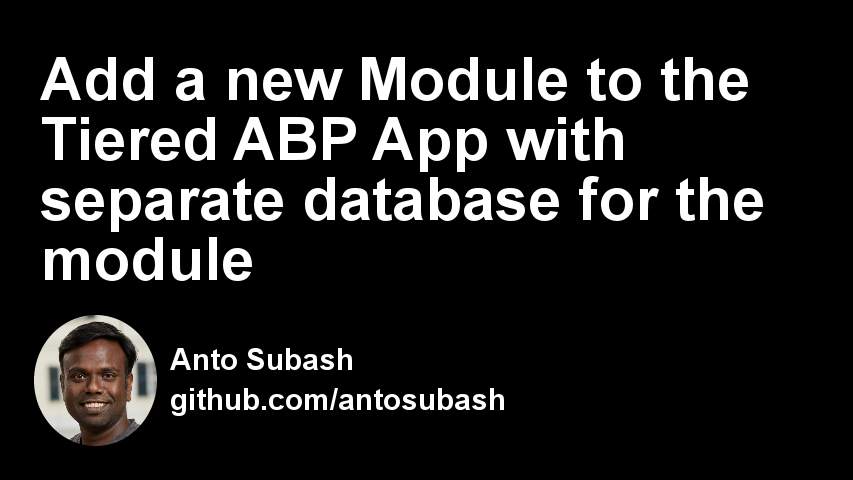 Add a new Module to the
Tiered ABP App with
separate database for the
module
Anto Subash
github.com/antosubash